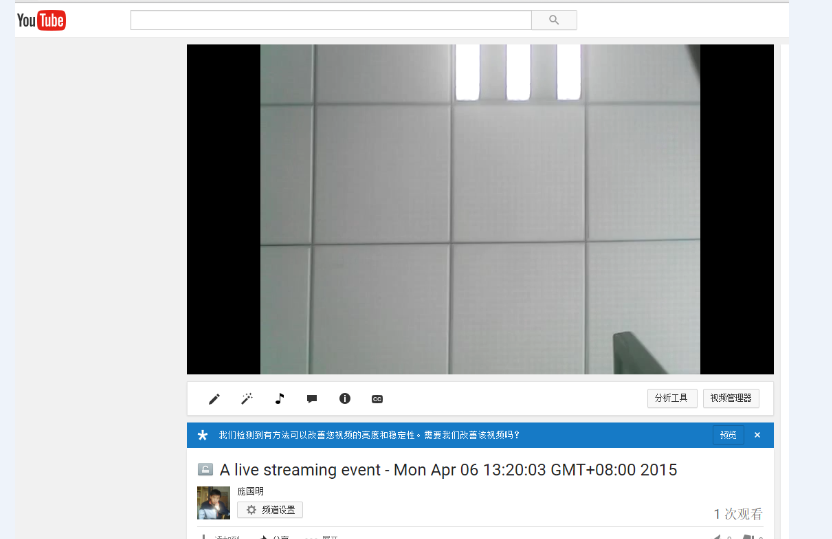 YouTube
分析工具 视频管理器
我们检测到有方法可以改善您视频的亮度和稳定性。需要我们改善该视频吗? 预览 ×
A live streaming event - Mon Apr 06 13:20:03 GMT+08:00 2015
施国明
频道设置
1 次观看